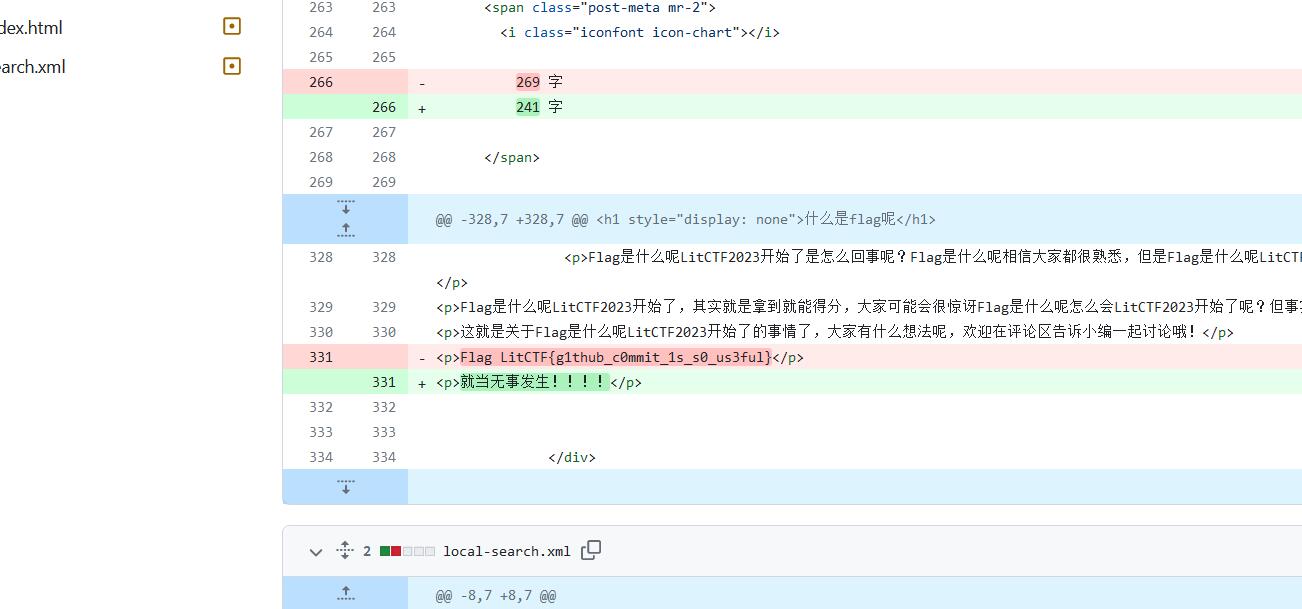 263 263 <span class="post-meta mr-2">
dex.html
264 264 <i class="iconfont icon-chart"></i>
265 265
earch.xml
266 - 269 字
266 + 241 字
267 267
268 268 </span>
269 269
@@ -328,7 +328,7 @@ <h1 style="display: none">什么是flag呢</h1>
328 328 <p>Flag是什么呢LitCTF2023开始了是怎么回事呢？Flag是什么呢相信大家都很熟悉，但是Flag是什么呢LitCTF
</p>
329 329 <p>Flag是什么呢LitCTF2023开始了，其实就是拿到就能得分，大家可能会很惊讶Flag是什么呢怎么会LitCTF2023开始了呢？但事
330 330 <p>这就是关于Flag是什么呢LitCTF2023开始了的事情了，大家有什么想法呢，欢迎在评论区告诉小编一起讨论哦！</p>
331 - <p>Flag LitCTF{g1thub_c0mmit_1s_s0_us3ful}</p>
331 + <p>就当无事发生！！！！</p>
332 332
333 333
334 334 </div>
2 local-search.xml
@@ -8,7 +8,7 @@